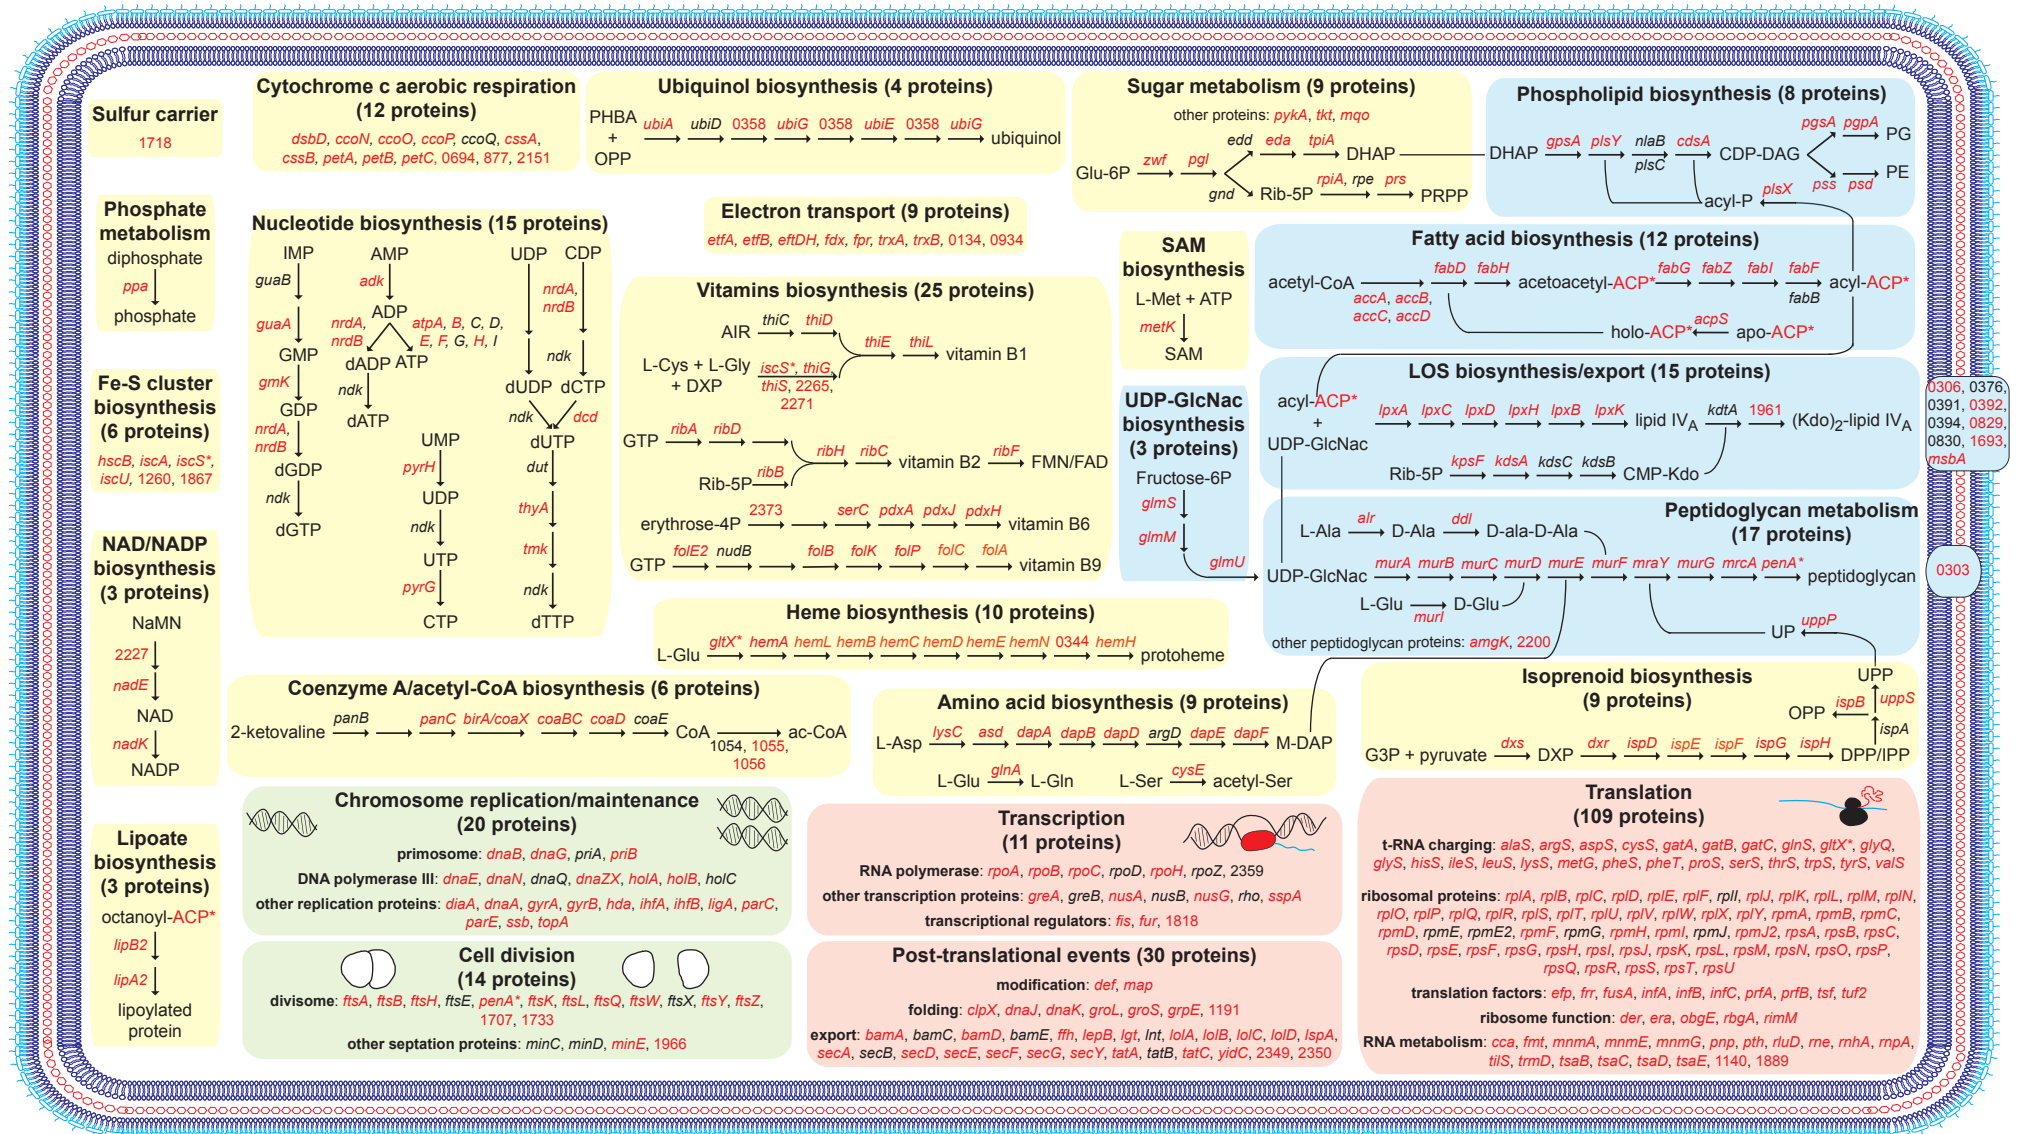 Sulfur carrier
1718
Phosphate
metabolism
diphosphate
ppa
phosphate
Fe-S cluster
biosynthesis
(6 proteins)
hscB, iscA, iscS*,
iscU, 1260, 1867
NAD/NADP
biosynthesis
(3 proteins)
NaMN
2227
nadE
NAD
nadK
NADP
Lipoate
biosynthesis
(3 proteins)
octanoyl-ACP*
lipB2
lipA2
lipoylated
protein
Cytochrome c aerobic respiration
(12 proteins)
dsbD, ccoN, ccoO, ccoP, ccoQ, cssA,
cssB, petA, petB, petC, 0694, 877, 2151
Ubiquinol biosynthesis (4 proteins)
PHBA
+
OPP
ubiA ubiD 0358 ubiG 0358 ubiE 0358 ubiG
ubiquinol
Sugar metabolism (9 proteins)
other proteins: pykA, tkt, mqo
edd eda tpiA
DHAP
zwf pgl
Glu-6P
rpiA, rpe prs
gnd Rib-5P PRPP
Phospholipid biosynthesis (8 proteins)
pgsA pgpA
PG
gpsA plsY nlaB cdsA
DHAP CDP-DAG
plsC
PE
pss psd
plsX
acyl-P
Nucleotide biosynthesis (15 proteins)
IMP
guaB
guaA
GMP
gmK
GDP
nrdA,
nrdB
dGDP
ndk
dGTP
AMP
adk
ADP
nrdA,
nrdB
atpA, B, C, D,
E, F, G, H, I
dADP ATP
ndk
dATP
UMP
pyrH
UDP
ndk
UTP
pyrG
CTP
UDP CDP
nrdA,
nrdB
ndk
dUDP dCTP
ndk dcd
dUTP
dut
thyA
tmk
ndk
dTTP
Electron transport (9 proteins)
etfA, etfB, eftDH, fdx, fpr, trxA, trxB, 0134, 0934
Vitamins biosynthesis (25 proteins)
thiC thiD
AIR
thiE thiL
vitamin B1
L-Cys + L-Gly
+ DXP
iscS*, thiG,
thiS, 2265,
2271
ribA ribD
GTP
ribH ribC
vitamin B2
ribF
FMN/FAD
ribB
Rib-5P
2373 serC pdxA pdxJ pdxH
erythrose-4P vitamin B6
folE2 nudB folB folK folP folC folA
GTP vitamin B9
SAM
biosynthesis
L-Met + ATP
metK
SAM
Fatty acid biosynthesis (12 proteins)
fabD fabH fabG fabZ fabI fabF
acetyl-CoA acetoacetyl-ACP* acyl-ACP*
accA, accB,
accC, accD
fabB
acpS
holo-ACP* apo-ACP*
UDP-GlcNac
biosynthesis
(3 proteins)
Fructose-6P
glmS
glmM
glmU
LOS biosynthesis/export (15 proteins)
acyl-ACP*
+
UDP-GlcNac
lpxA lpxC lpxD lpxH lpxB lpxK
lipid IVA
kdtA 1961
(Kdo)2-lipid IVA
kpsF kdsA kdsC kdsB
Rib-5P CMP-Kdo
0306, 0376,
0391, 0392,
0394, 0829,
0830, 1693,
msbA
Peptidoglycan metabolism
(17 proteins)
alr ddl
L-Ala D-Ala D-ala-D-Ala
murA murB murC murD murE murF mraY murG mrcA penA*
UDP-GlcNac peptidoglycan
L-Glu D-Glu
murI
UP
uppP
other peptidoglycan proteins: amgK, 2200
0303
Heme biosynthesis (10 proteins)
gltX* hemA hemL hemB hemC hemD hemE hemN 0344 hemH
L-Glu protoheme
Coenzyme A/acetyl-CoA biosynthesis (6 proteins)
panB panC birA/coaX coaBC coaD coaE
2-ketovaline CoA ac-CoA
1054, 1055,
1056
Amino acid biosynthesis (9 proteins)
lysC asd dapA dapB dapD argD dapE dapF
L-Asp M-DAP
glnA
L-Glu L-Gln
cysE
L-Ser acetyl-Ser
Isoprenoid biosynthesis
(9 proteins)
UPP
uppS
ispB
OPP
ispA
dxs dxr ispD ispE ispF ispG ispH
G3P + pyruvate DXP DPP/IPP
Chromosome replication/maintenance
(20 proteins)
primosome: dnaB, dnaG, priA, priB
DNA polymerase III: dnaE, dnaN, dnaQ, dnaZX, holA, holB, holC
other replication proteins: diaA, dnaA, gyrA, gyrB, hda, ihfA, ihfB, ligA, parC,
parE, ssb, topA
Cell division
(14 proteins)
divisome: ftsA, ftsB, ftsH, ftsE, penA*, ftsK, ftsL, ftsQ, ftsW, ftsX, ftsY, ftsZ,
1707, 1733
other septation proteins: minC, minD, minE, 1966
Transcription
(11 proteins)
RNA polymerase: rpoA, rpoB, rpoC, rpoD, rpoH, rpoZ, 2359
other transcription proteins: greA, greB, nusA, nusB, nusG, rho, sspA
transcriptional regulators: fis, fur, 1818
Post-translational events (30 proteins)
modification: def, map
folding: clpX, dnaJ, dnaK, groL, groS, grpE, 1191
export: bamA, bamC, bamD, bamE, ffh, lepB, lgt, lnt, lolA, lolB, lolC, lolD, lspA,
secA, secB, secD, secE, secF, secG, secY, tatA, tatB, tatC, yidC, 2349, 2350
Translation
(109 proteins)
t-RNA charging: alaS, argS, aspS, cysS, gatA, gatB, gatC, glnS, gltX*, glyQ,
glyS, hisS, ileS, leuS, lysS, metG, pheS, pheT, proS, serS, thrS, trpS, tyrS, valS
ribosomal proteins: rplA, rplB, rplC, rplD, rplE, rplF, rplI, rplJ, rplK, rplL, rplM, rplN,
rplO, rplP, rplQ, rplR, rplS, rplT, rplU, rplV, rplW, rplX, rplY, rpmA, rpmB, rpmC,
rpmD, rpmE, rpmE2, rpmF, rpmG, rpmH, rpmI, rpmJ, rpmJ2, rpsA, rpsB, rpsC,
rpsD, rpsE, rpsF, rpsG, rpsH, rpsI, rpsJ, rpsK, rpsL, rpsM, rpsN, rpsO, rpsP,
rpsQ, rpsR, rpsS, rpsT, rpsU
translation factors: efp, frr, fusA, infA, infB, infC, prfA, prfB, tsf, tuf2
ribosome function: der, era, obgE, rbgA, rimM
RNA metabolism: cca, fmt, mnmA, mnmE, mnmG, pnp, pth, rluD, rne, rnhA, rnpA,
tilS, trmD, tsaB, tsaC, tsaD, tsaE, 1140, 1889